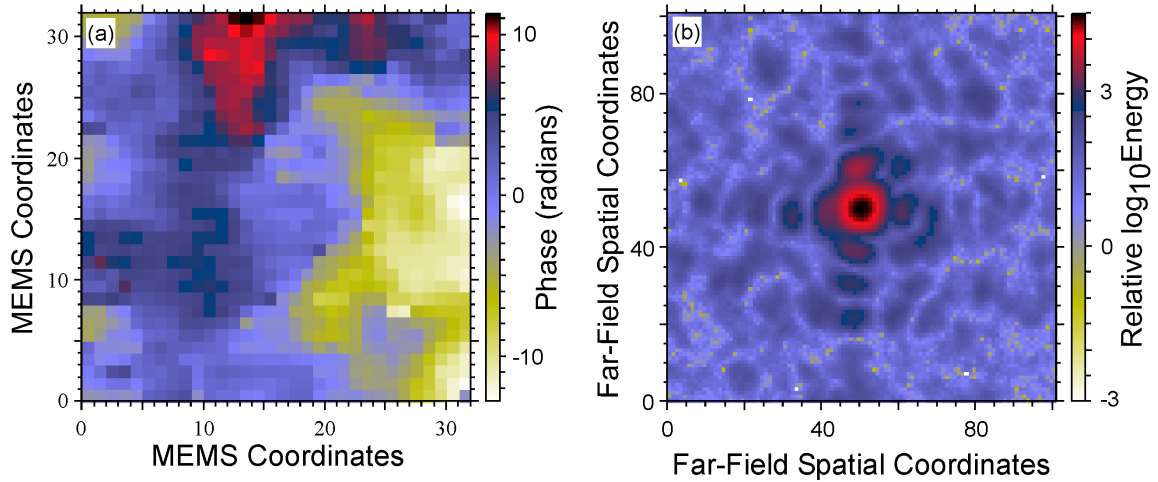 (a)
30
20
10
0
MEMS Coordinates
0
10
20
30
MEMS Coordinates
10
0
-10
Phase (radians)
(b)
80
40
0
Far-Field Spatial Coordinates
0
40
80
Far-Field Spatial Coordinates
3
0
-3
Relative log10Energy